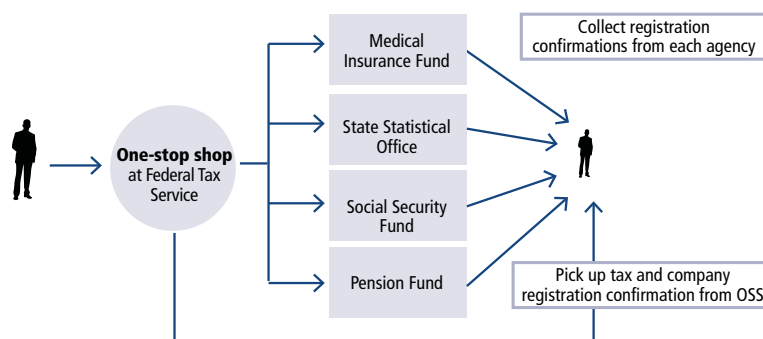 Medical
Insurance Fund
Collect registration
confirmations from each agency
One-stop shop
at Federal Tax
Service
State Statistical
Office
Social Security
Fund
Pension Fund
Pick up tax and company
registration confirmation from OSS